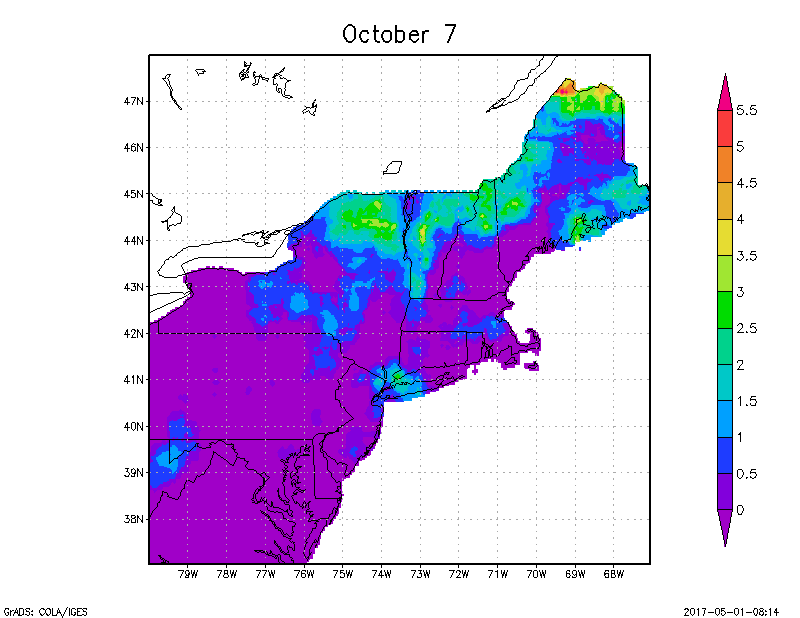 October 7
47N
46N
45N
44N
43N
42N
41N
40N
39N
38N
79W 78W 77W 76W 75W 74W 73W 72W 71W 70W 69W 68W
5.5
5
4.5
4
3.5
3
2.5
2
1.5
1
0.5
0
GrADS: COLA/IGES
2017-05-01-08:14